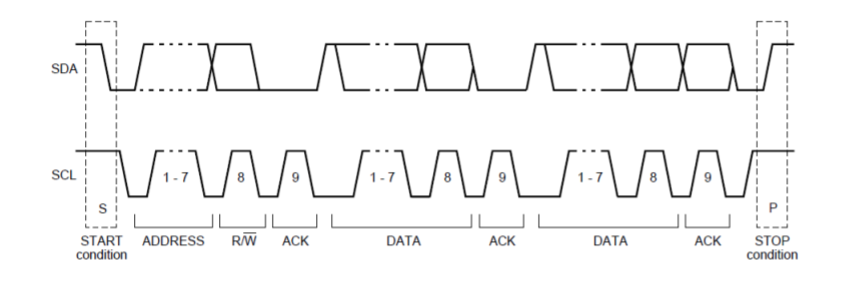 SDA
SCL
1 - 7
8
9
1 - 7
8
9
1 - 7
8
9
S
P
START
condition
ADDRESS
R/W̅
ACK
DATA
ACK
DATA
ACK
STOP
condition